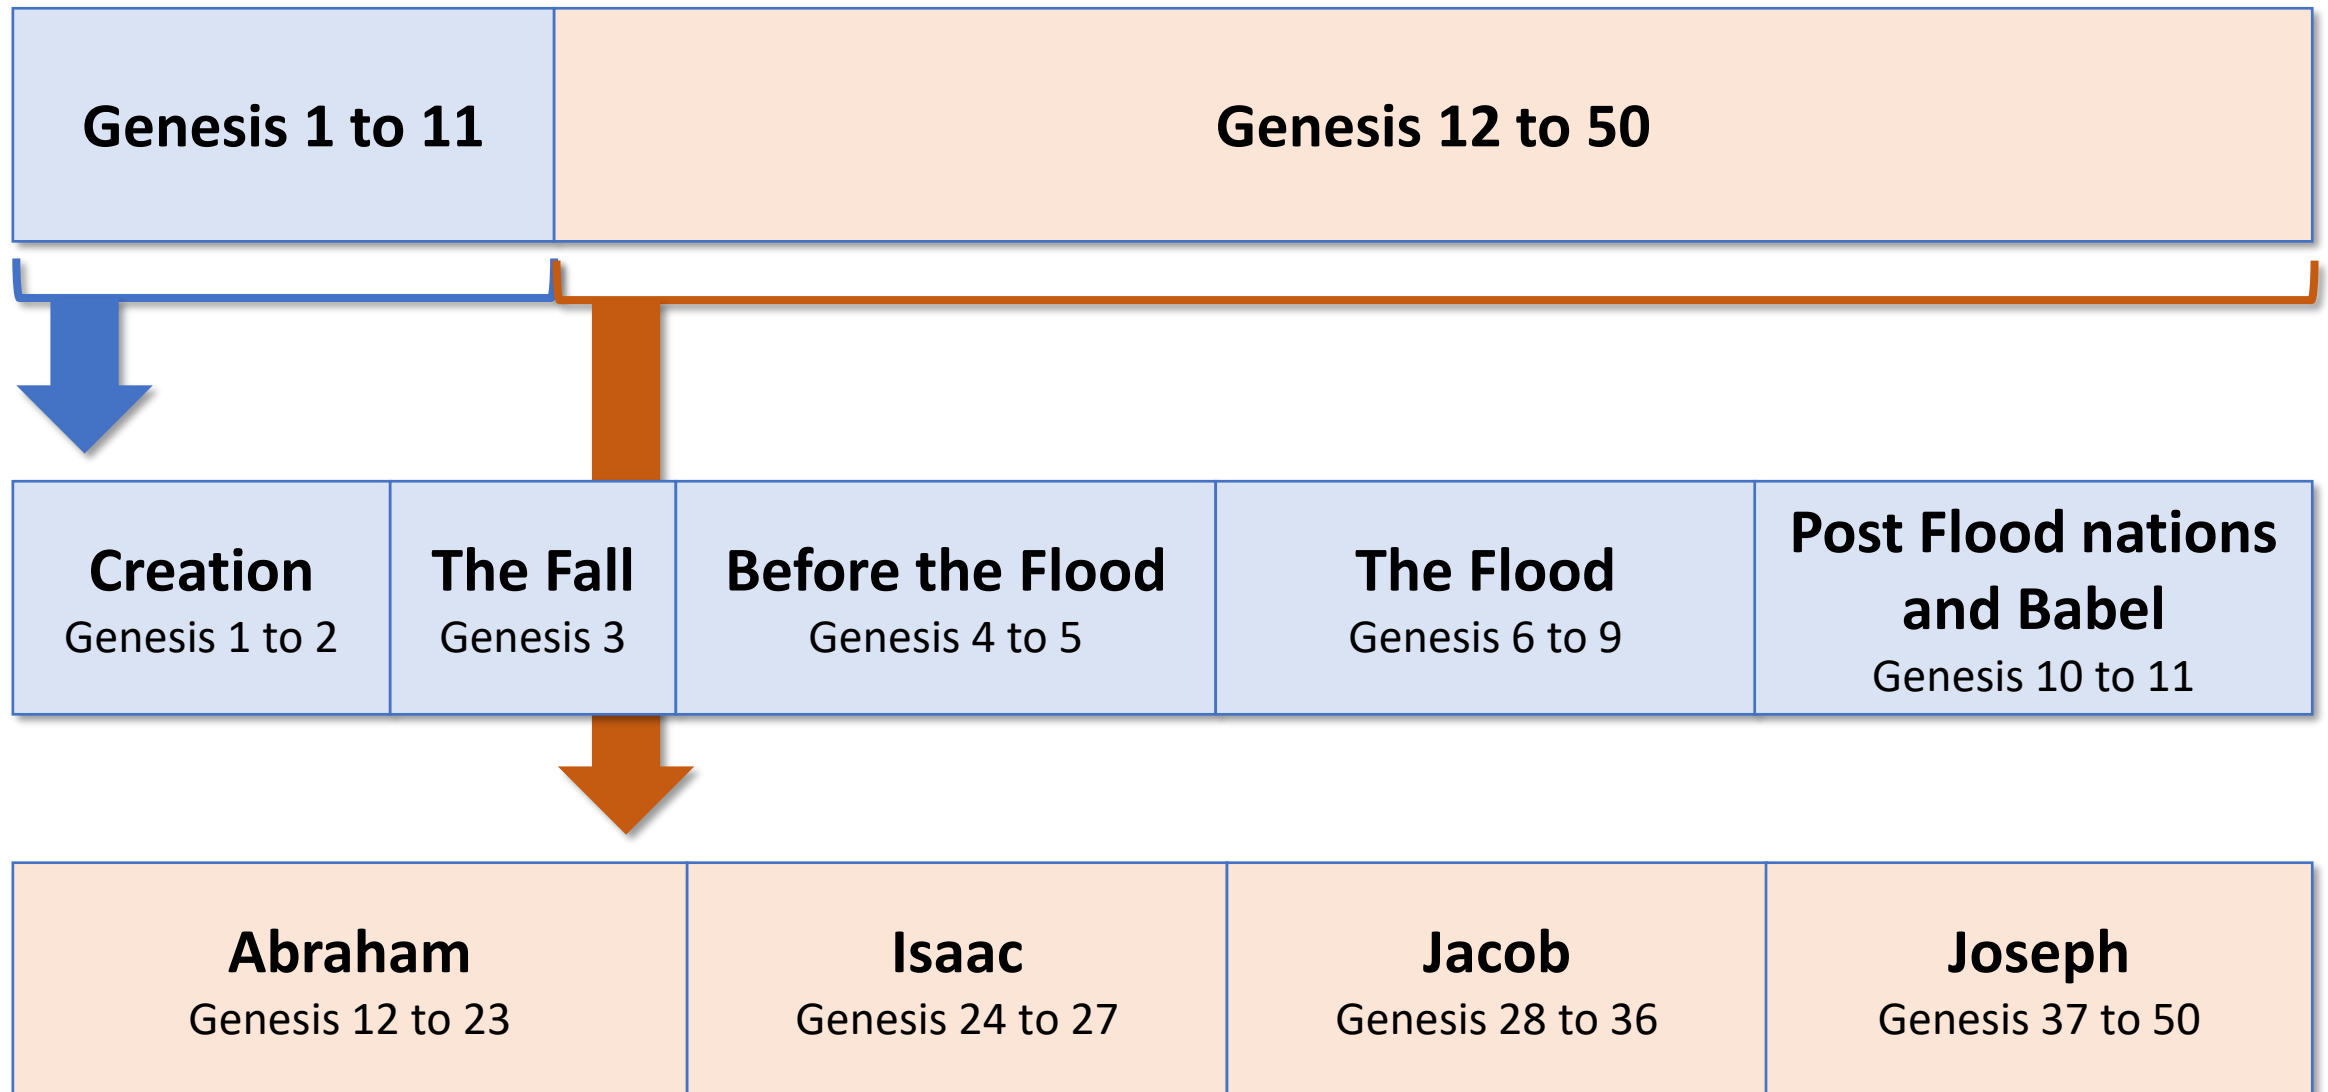 Genesis 1 to 11
Genesis 12 to 50
Creation
Genesis 1 to 2
The Fall
Genesis 3
Before the Flood
Genesis 4 to 5
The Flood
Genesis 6 to 9
Post Flood nations
and Babel
Genesis 10 to 11
Abraham
Genesis 12 to 23
Isaac
Genesis 24 to 27
Jacob
Genesis 28 to 36
Joseph
Genesis 37 to 50